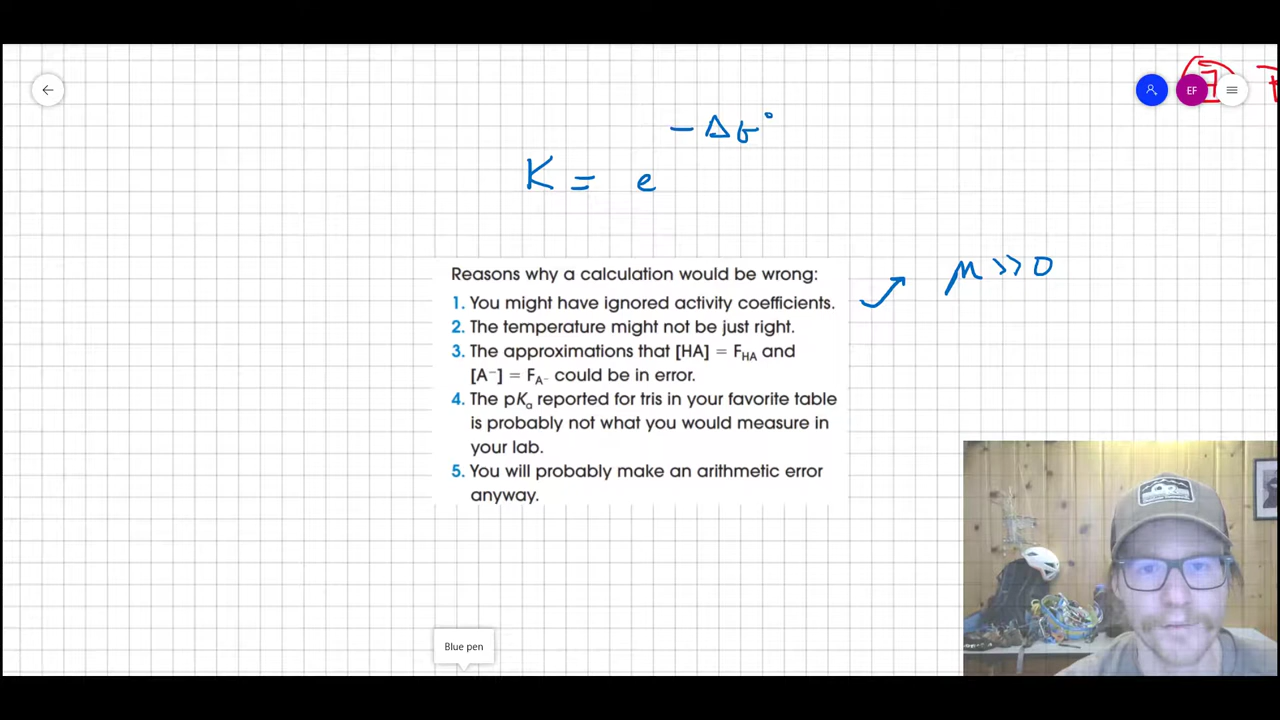 EF
K = e^-ΔG°
Reasons why a calculation would be wrong:
1. You might have ignored activity coefficients.
μ >> 0
2. The temperature might not be just right.
3. The approximations that [HA] = F_HA and
[A⁻] = F_A⁻ could be in error.
4. The pK_a reported for tris in your favorite table
is probably not what you would measure in
your lab.
5. You will probably make an arithmetic error
anyway.
Blue pen